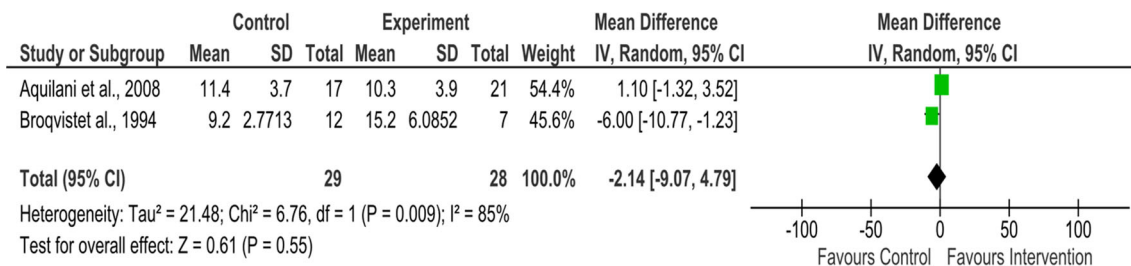 Control Experiment Mean Difference Mean Difference
Study or Subgroup Mean SD Total Mean SD Total Weight IV, Random, 95% CI IV, Random, 95% CI
Aquilani et al., 2008 11.4 3.7 17 10.3 3.9 21 54.4% 1.10 [-1.32, 3.52]
Broqvistet al., 1994 9.2 2.7713 12 15.2 6.0852 7 45.6% -6.00 [-10.77, -1.23]
Total (95% CI) 29 28 100.0% -2.14 [-9.07, 4.79]
Heterogeneity: Tau² = 21.48; Chi² = 6.76, df = 1 (P = 0.009); I² = 85%
Test for overall effect: Z = 0.61 (P = 0.55)
-100 -50 0 50 100
Favours Control Favours Intervention